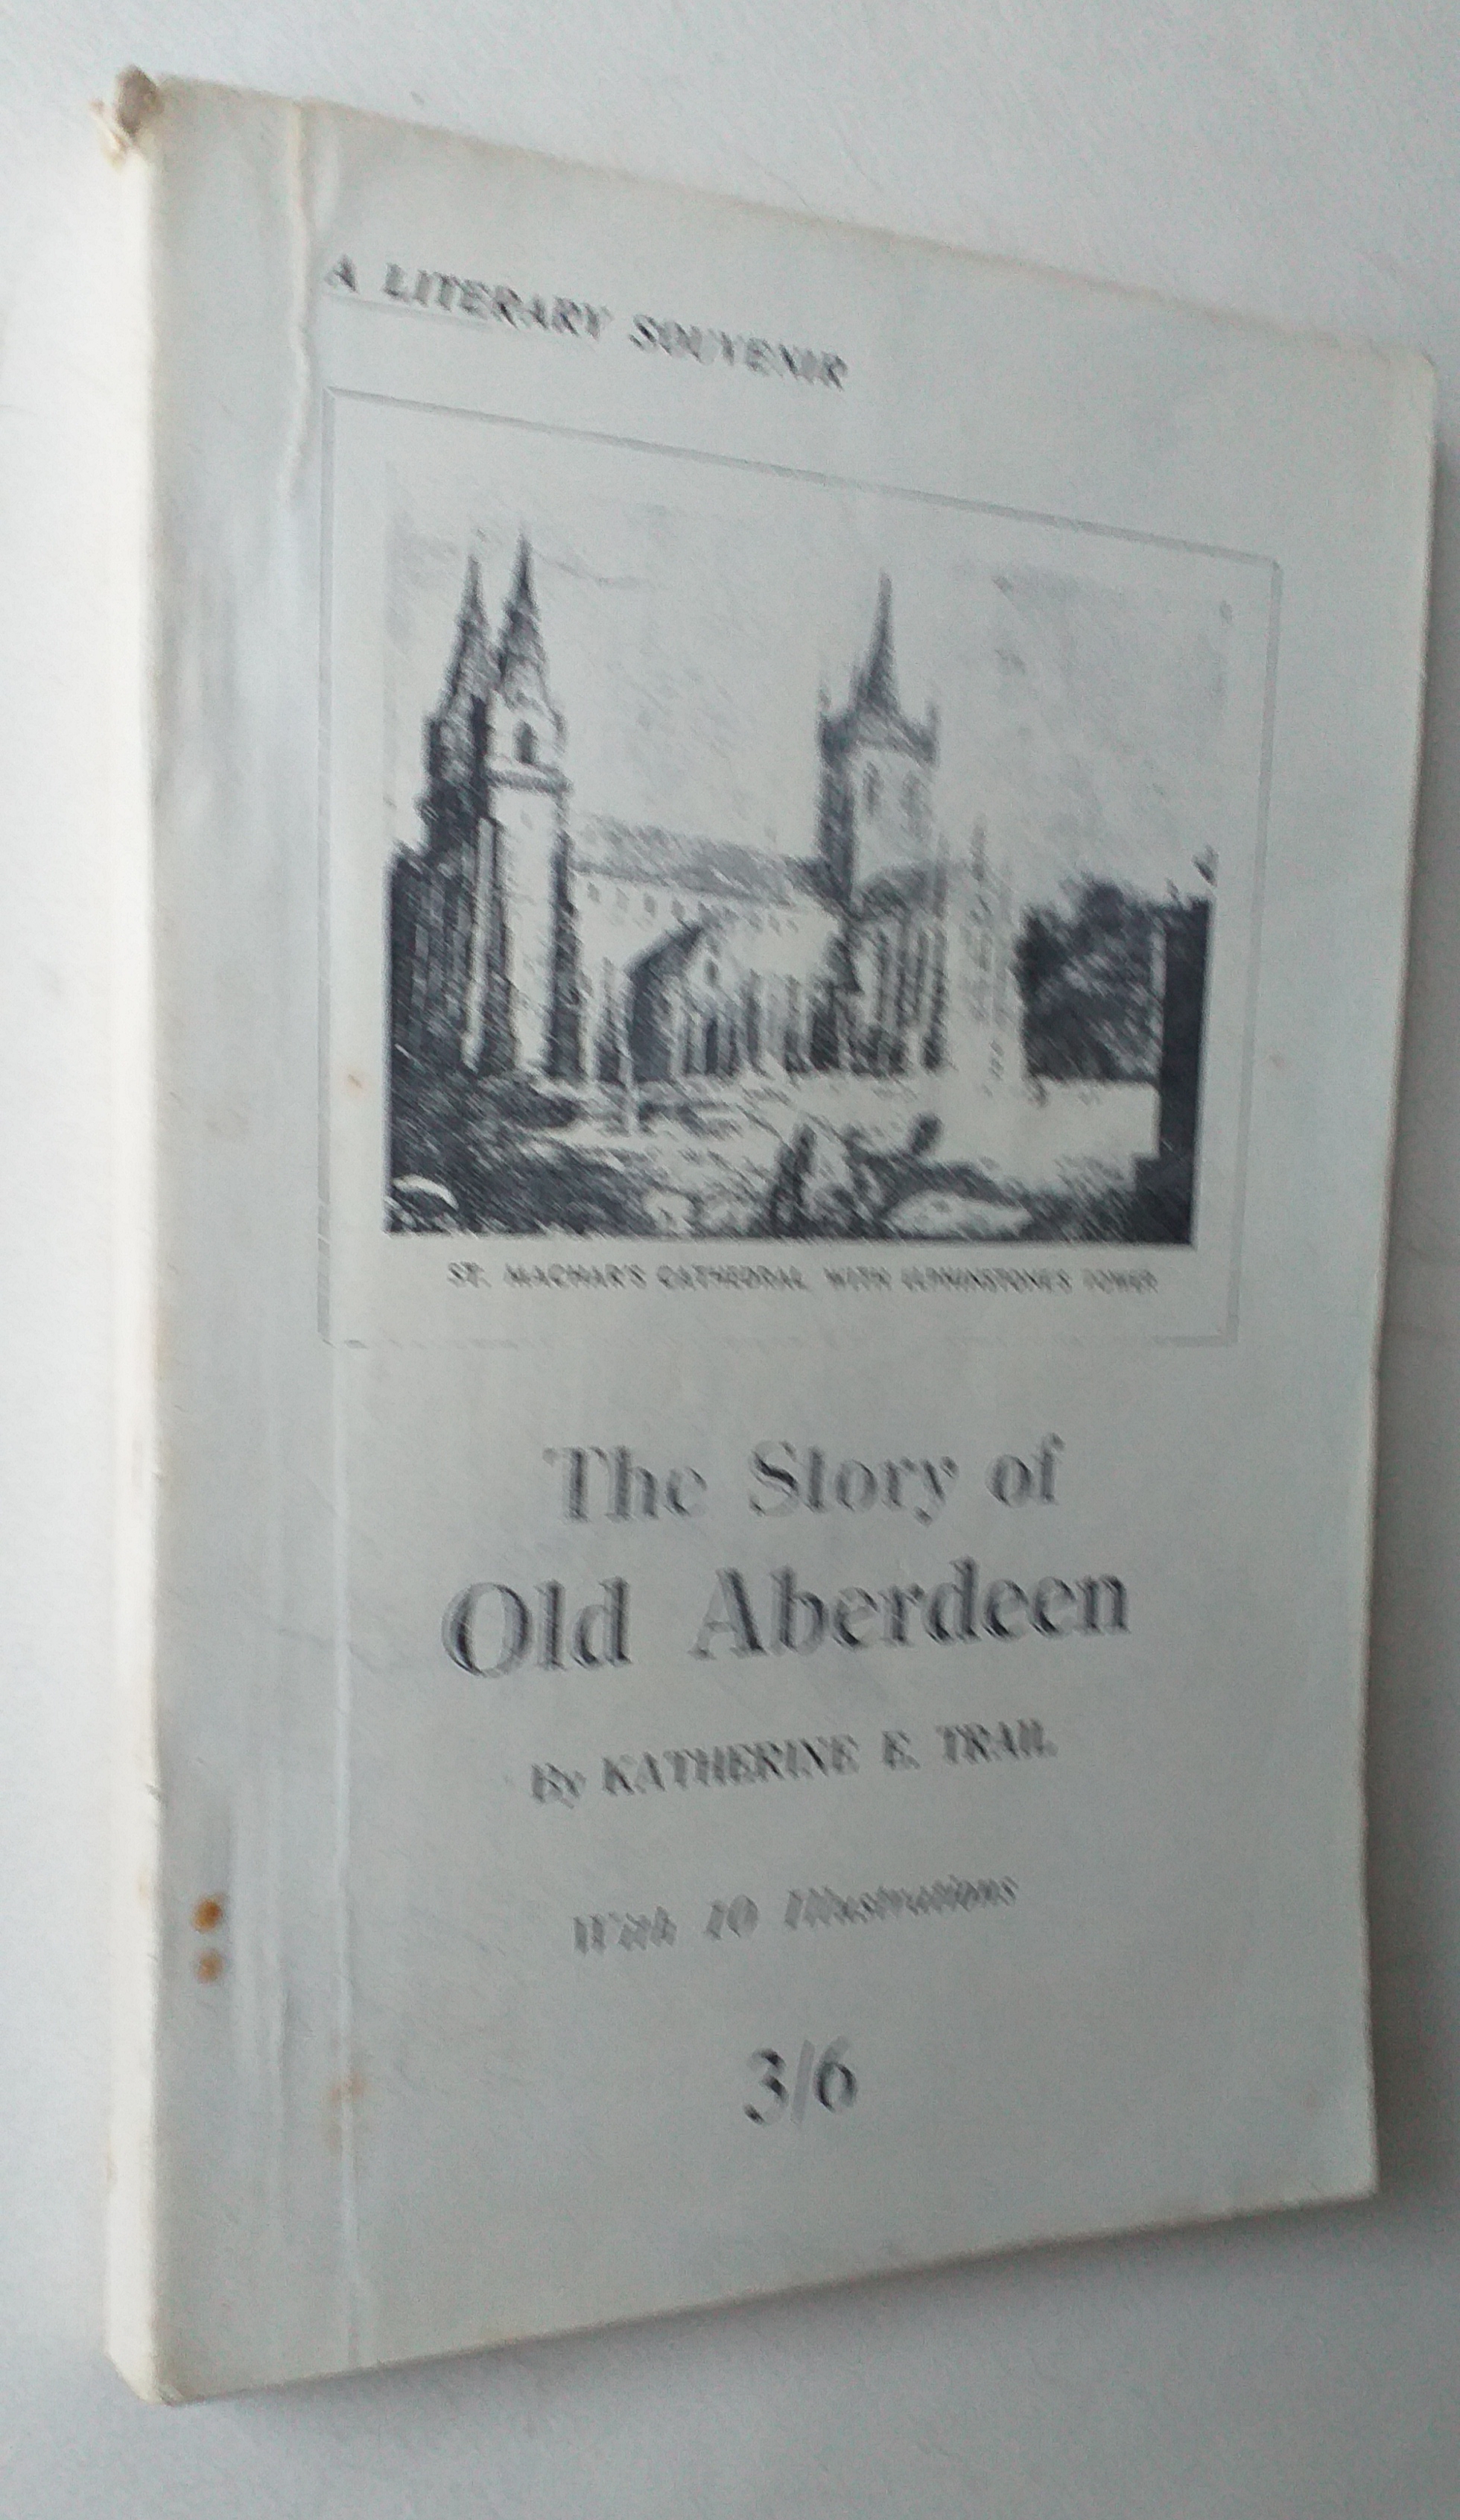 A LITERARY SOUVENIR
ST. MACHAR'S CATHEDRAL WITH ELPHINSTONE'S TOWER
The Story of
Old Aberdeen
By KATHERINE E. TRAIL
With 10 Illustrations
3/6